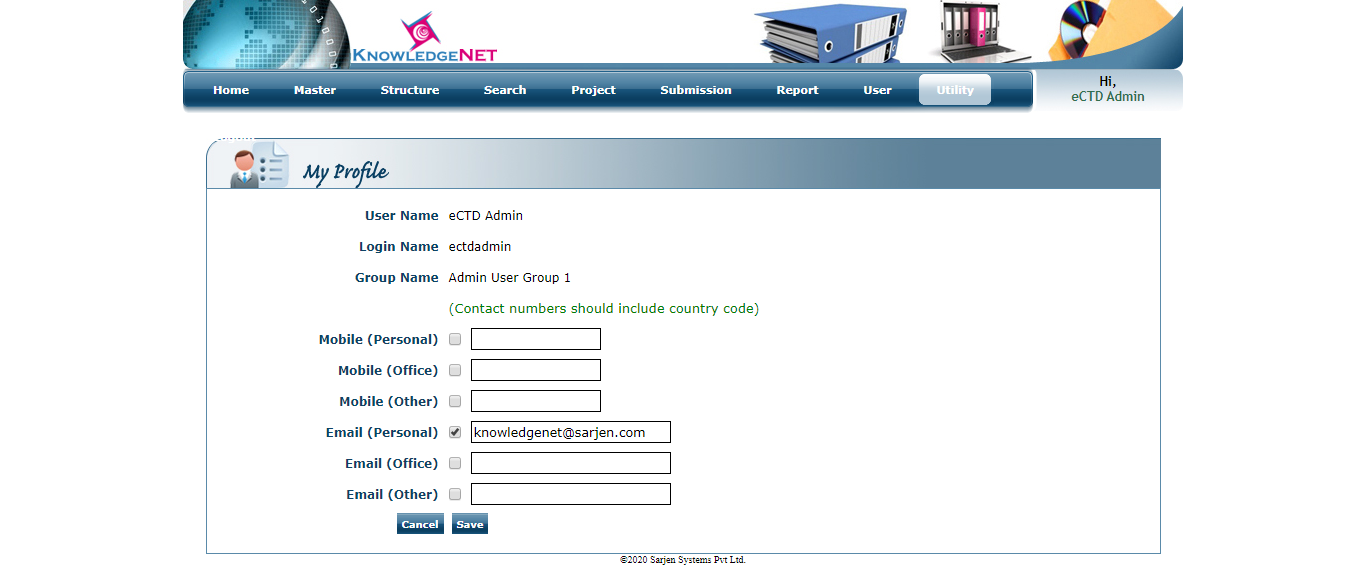 KNOWLEDGENET
Home Master Structure Search Project Submission Report User Utility
Hi,
eCTD Admin
My Profile
User Name eCTD Admin
Login Name ectdadmin
Group Name Admin User Group 1
(Contact numbers should include country code)
Mobile (Personal)
Mobile (Office)
Mobile (Other)
Email (Personal) knowledgenet@sarjen.com
Email (Office)
Email (Other)
Cancel Save
©2020 Sarjen Systems Pvt Ltd.